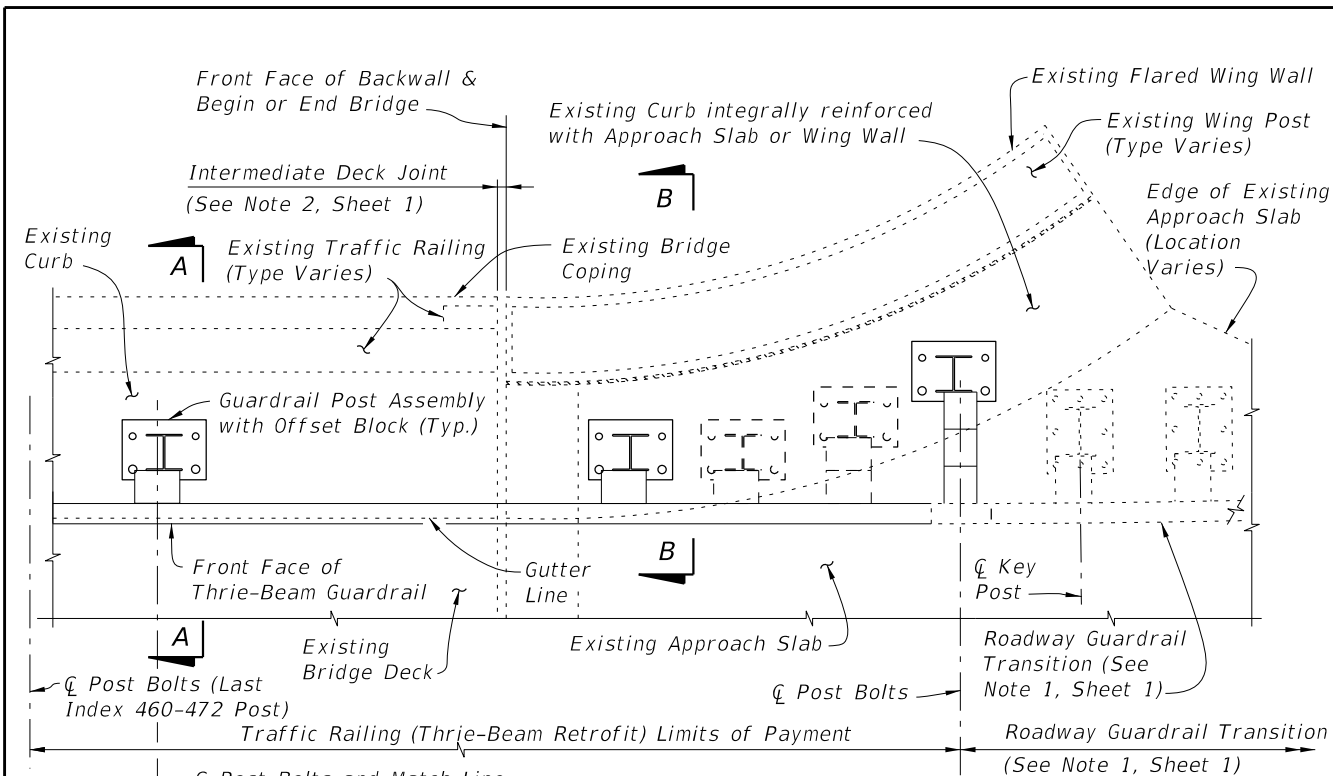 Front Face of Backwall &
Begin or End Bridge
Existing Curb integrally reinforced
with Approach Slab or Wing Wall
Existing Flared Wing Wall
Existing Wing Post
(Type Varies)
Intermediate Deck Joint
(See Note 2, Sheet 1)
B
Edge of Existing
Approach Slab
(Location
Varies)
Existing
Curb
A
Existing Traffic Railing
(Type Varies)
Existing Bridge
Coping
Guardrail Post Assembly
with Offset Block (Typ.)
Front Face of
Thrie-Beam Guardrail
Gutter
Line
B
℄ Key
Post
A
Existing
Bridge Deck
Existing Approach Slab
Roadway Guardrail
Transition (See
Note 1, Sheet 1)
℄ Post Bolts (Last
Index 460-472 Post)
℄ Post Bolts
Traffic Railing (Thrie-Beam Retrofit) Limits of Payment
Roadway Guardrail Transition
(See Note 1, Sheet 1)
℄ Post Bolts and Match Line